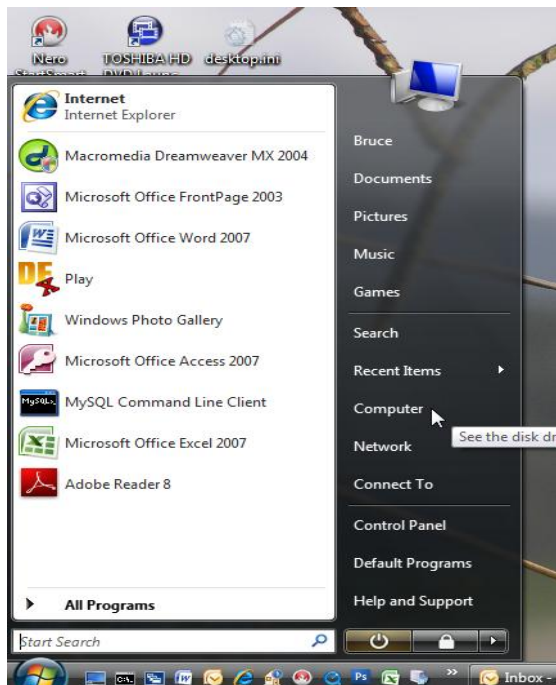 Nero
TOSHIBA HD
desktop.ini
StartSmart
DVD
Internet
Internet Explorer
Macromedia Dreamweaver MX 2004
Microsoft Office FrontPage 2003
Microsoft Office Word 2007
Play
Windows Photo Gallery
Microsoft Office Access 2007
MySQL Command Line Client
Microsoft Office Excel 2007
Adobe Reader 8
All Programs
Start Search
Bruce
Documents
Pictures
Music
Games
Search
Recent Items
Computer
See the disk dr
Network
Connect To
Control Panel
Default Programs
Help and Support
Inbox -